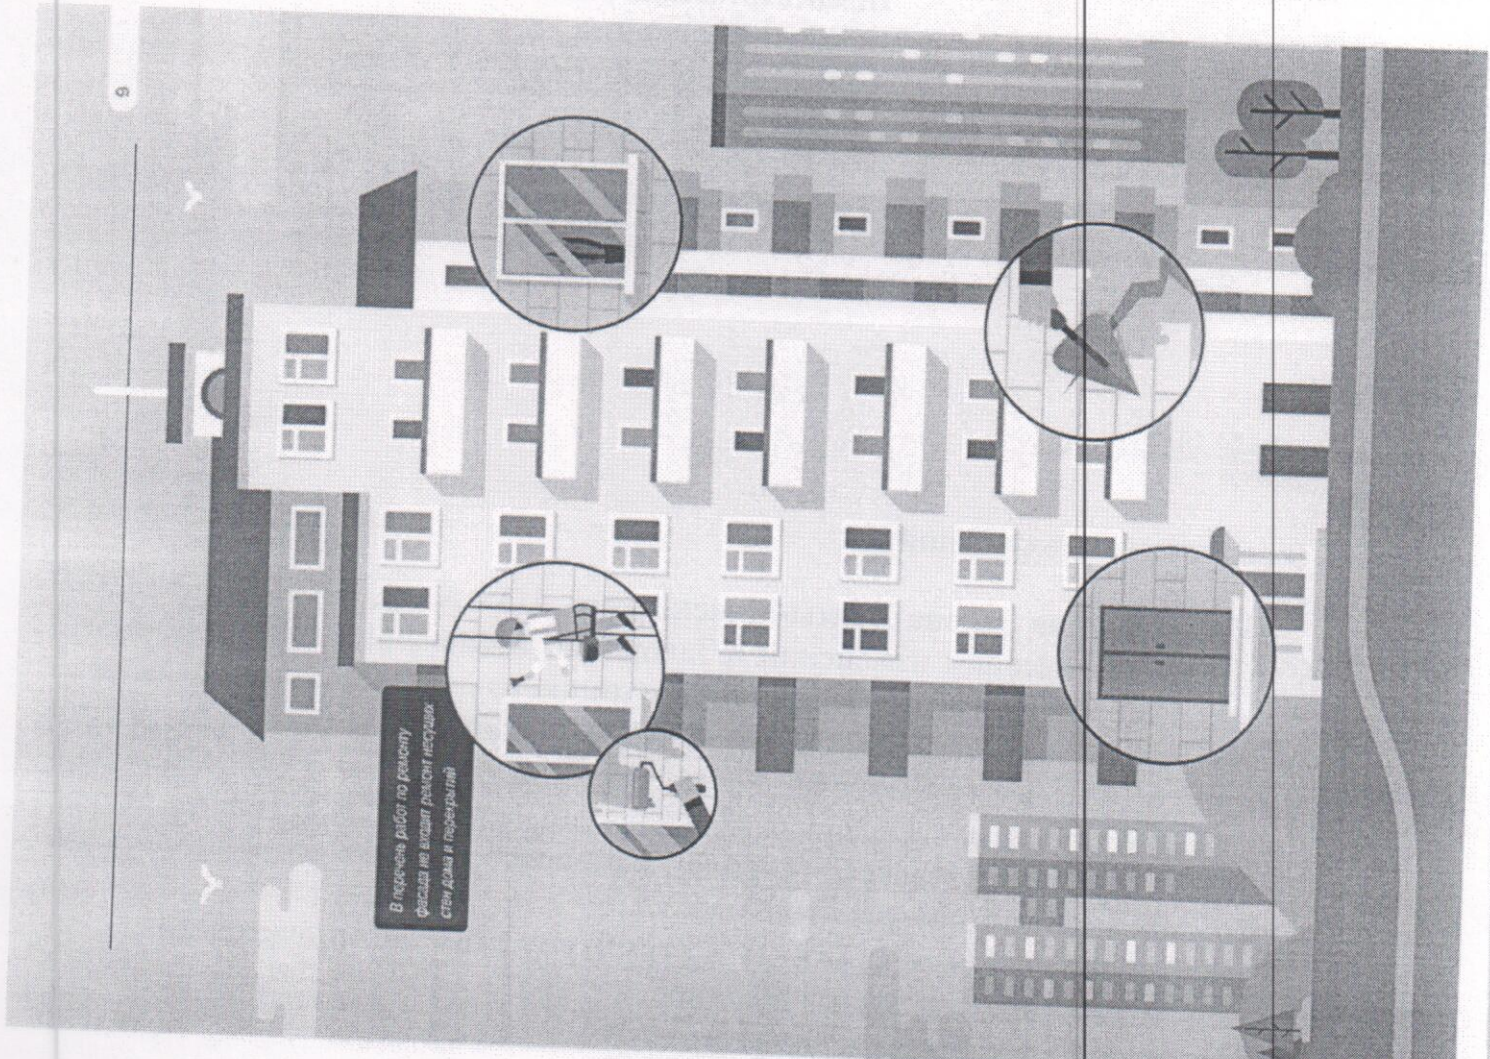 9
В перечень работ по ремонту
фасада не входит ремонт несущих
стен дома и перекрытий